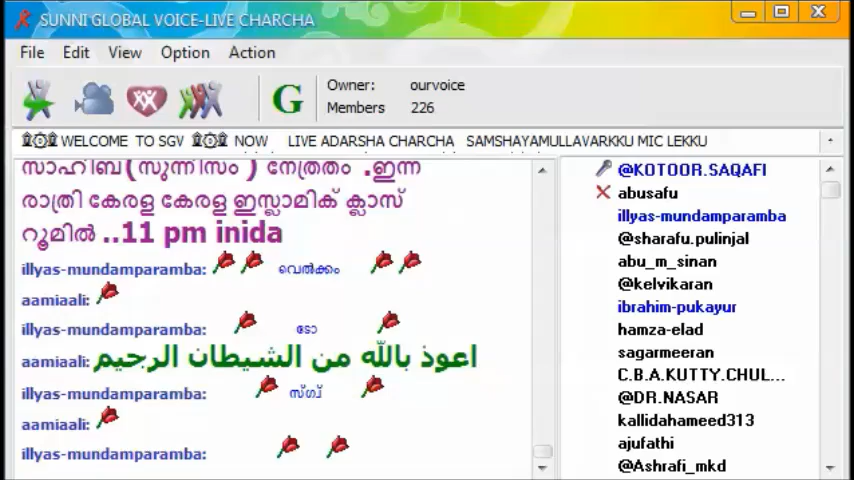 SUNNI GLOBAL VOICE-LIVE CHARCHA
File Edit View Option Action
G
Owner: ourvoice
Members 226
WELCOME TO SGV NOW LIVE ADARSHA CHARCHA SAMSHAYAMULLAVARKKU MIC LEKKU
സാഹിബ(സുന്നിസം ) നേത്രതം .ഇന്ന
രാത്രി കേരള കേരള ഇസ്ലാമിക് ക്ലാസ്
റൂമില്‍ ..11 pm inida
illyas-mundamparamba: വെല്‍ക്കം
aamiaali:
illyas-mundamparamba: ടോ
aamiaali: اعوذ بالله من الشيطان الرجيم
illyas-mundamparamba: സ്ഗ്വ്
aamiaali:
illyas-mundamparamba:
@KOTOOR.SAQAFI
abusafu
illyas-mundamparamba
@sharafu.pulinjal
abu_m_sinan
@kelvikaran
ibrahim-pukayur
hamza-elad
sagarmeeran
C.B.A.KUTTY.CHUL...
@DR.NASAR
kallidahameed313
ajufathi
@Ashrafi_mkd